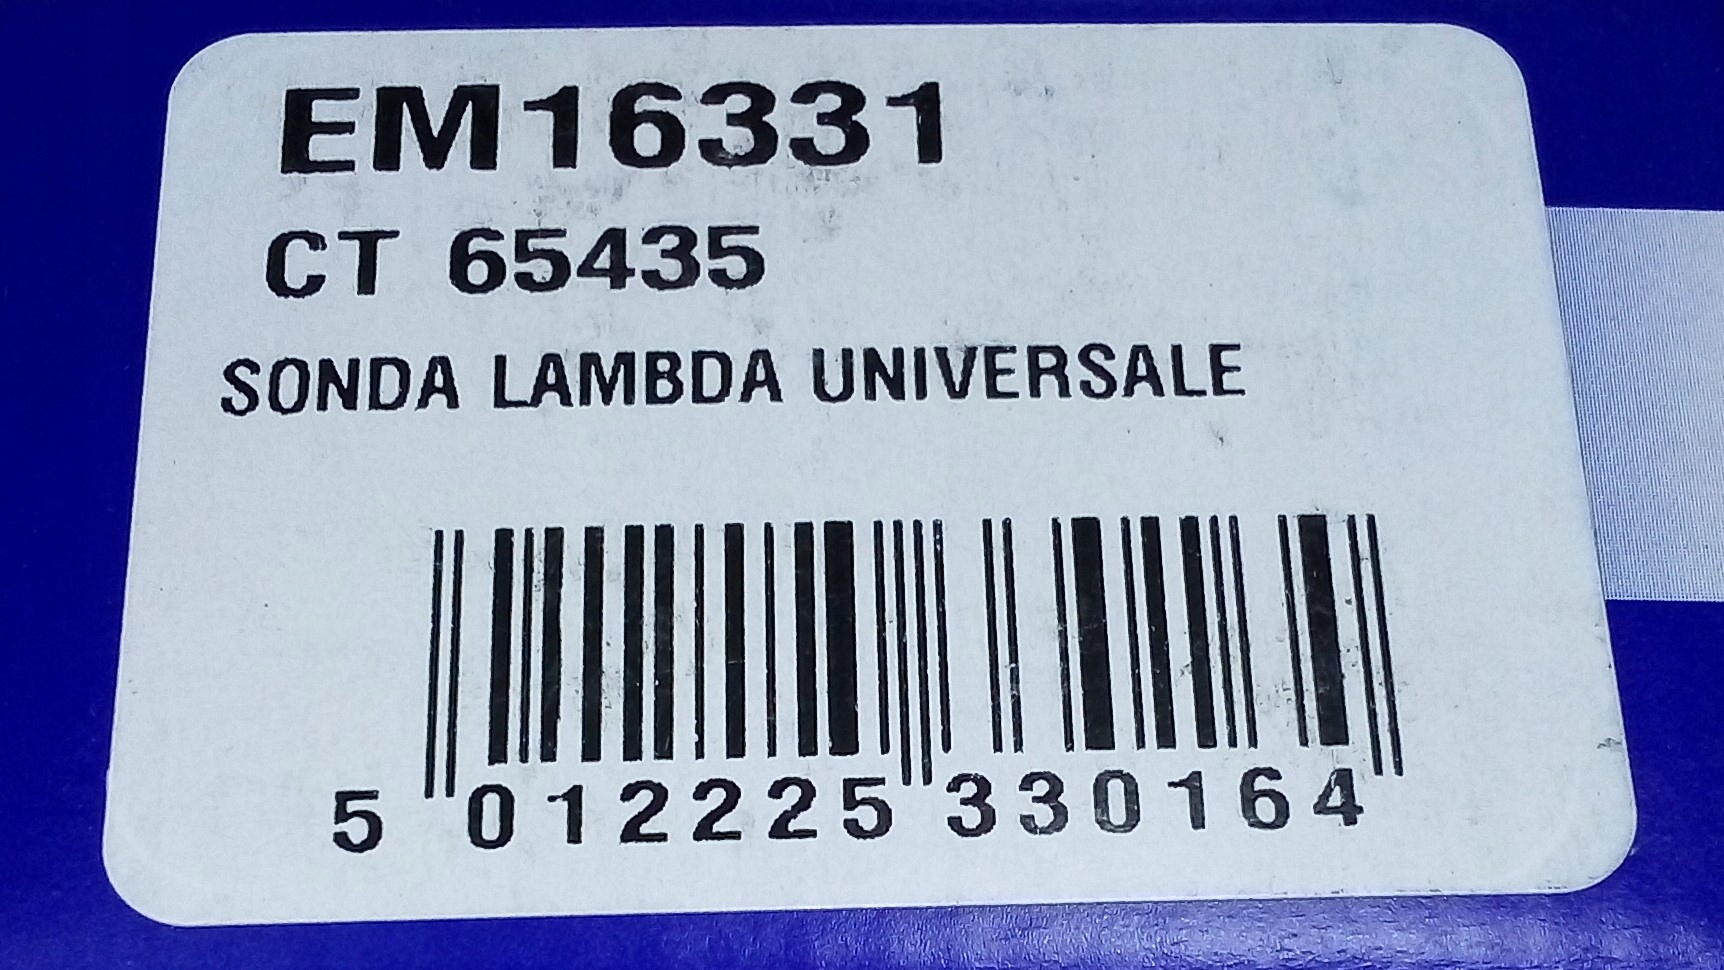 EM16331
CT 65435
SONDA LAMBDA UNIVERSALE
5 012225 330164